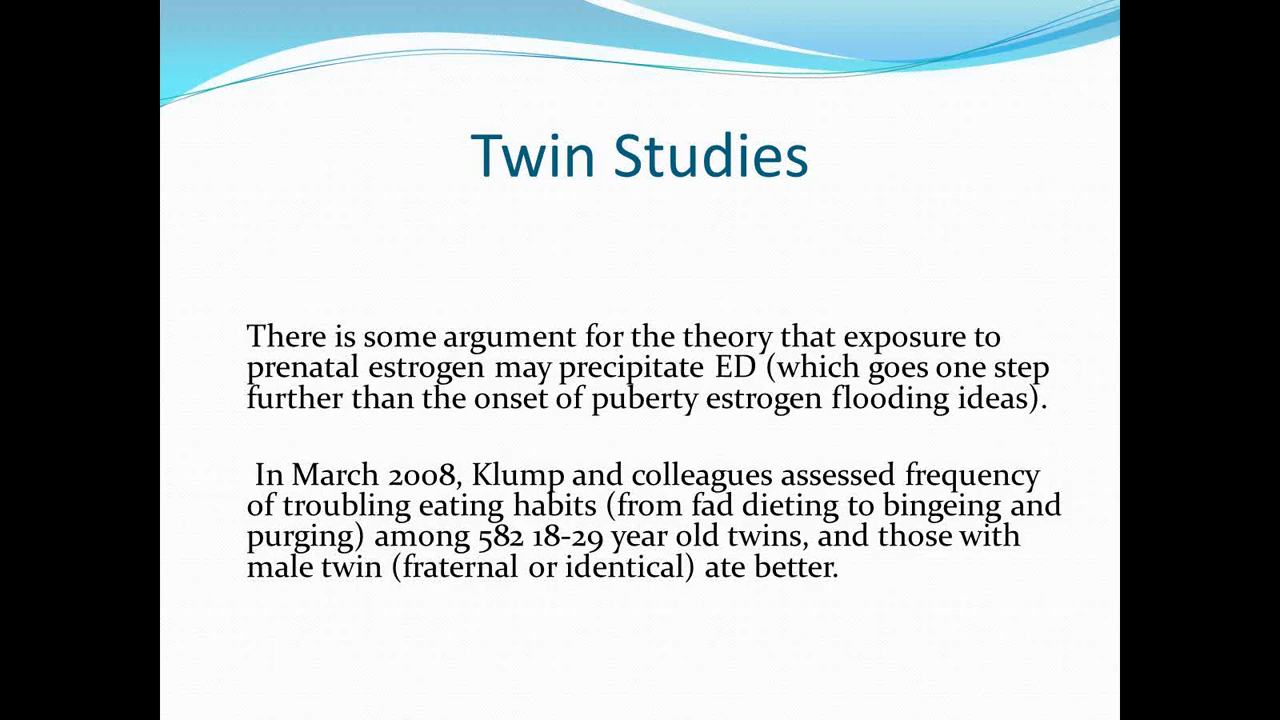 Twin Studies
There is some argument for the theory that exposure to
prenatal estrogen may precipitate ED (which goes one step
further than the onset of puberty estrogen flooding ideas).
In March 2008, Klump and colleagues assessed frequency
of troubling eating habits (from fad dieting to bingeing and
purging) among 582 18-29 year old twins, and those with
male twin (fraternal or identical) ate better.